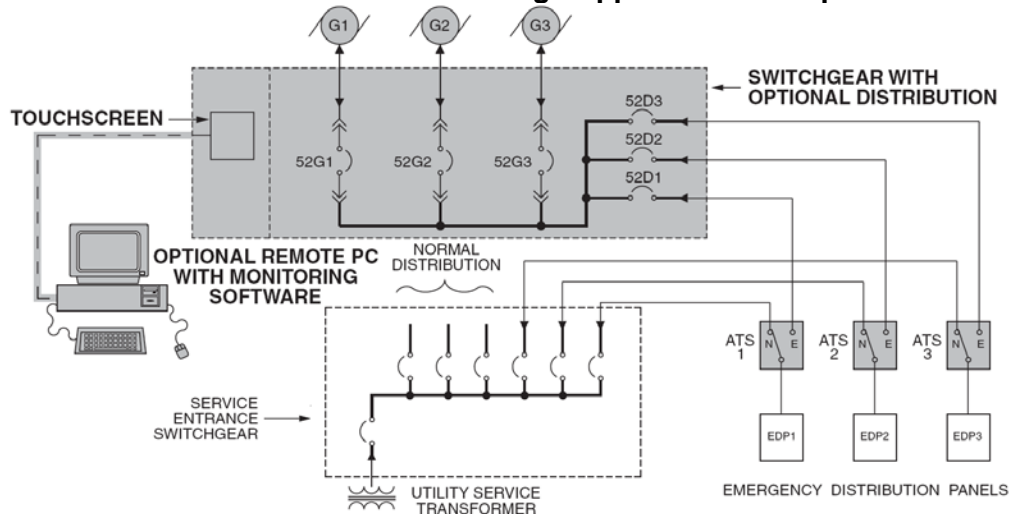 G1
G2
G3
SWITCHGEAR WITH
OPTIONAL DISTRIBUTION
TOUCHSCREEN
52D3
52D2
52D1
52G1
52G2
52G3
OPTIONAL REMOTE PC
WITH MONITORING
SOFTWARE
NORMAL
DISTRIBUTION
ATS
1
N
E
ATS
2
N
E
ATS
3
N
E
SERVICE
ENTRANCE
SWITCHGEAR
EDP1
EDP2
EDP3
UTILITY SERVICE
TRANSFORMER
EMERGENCY DISTRIBUTION PANELS